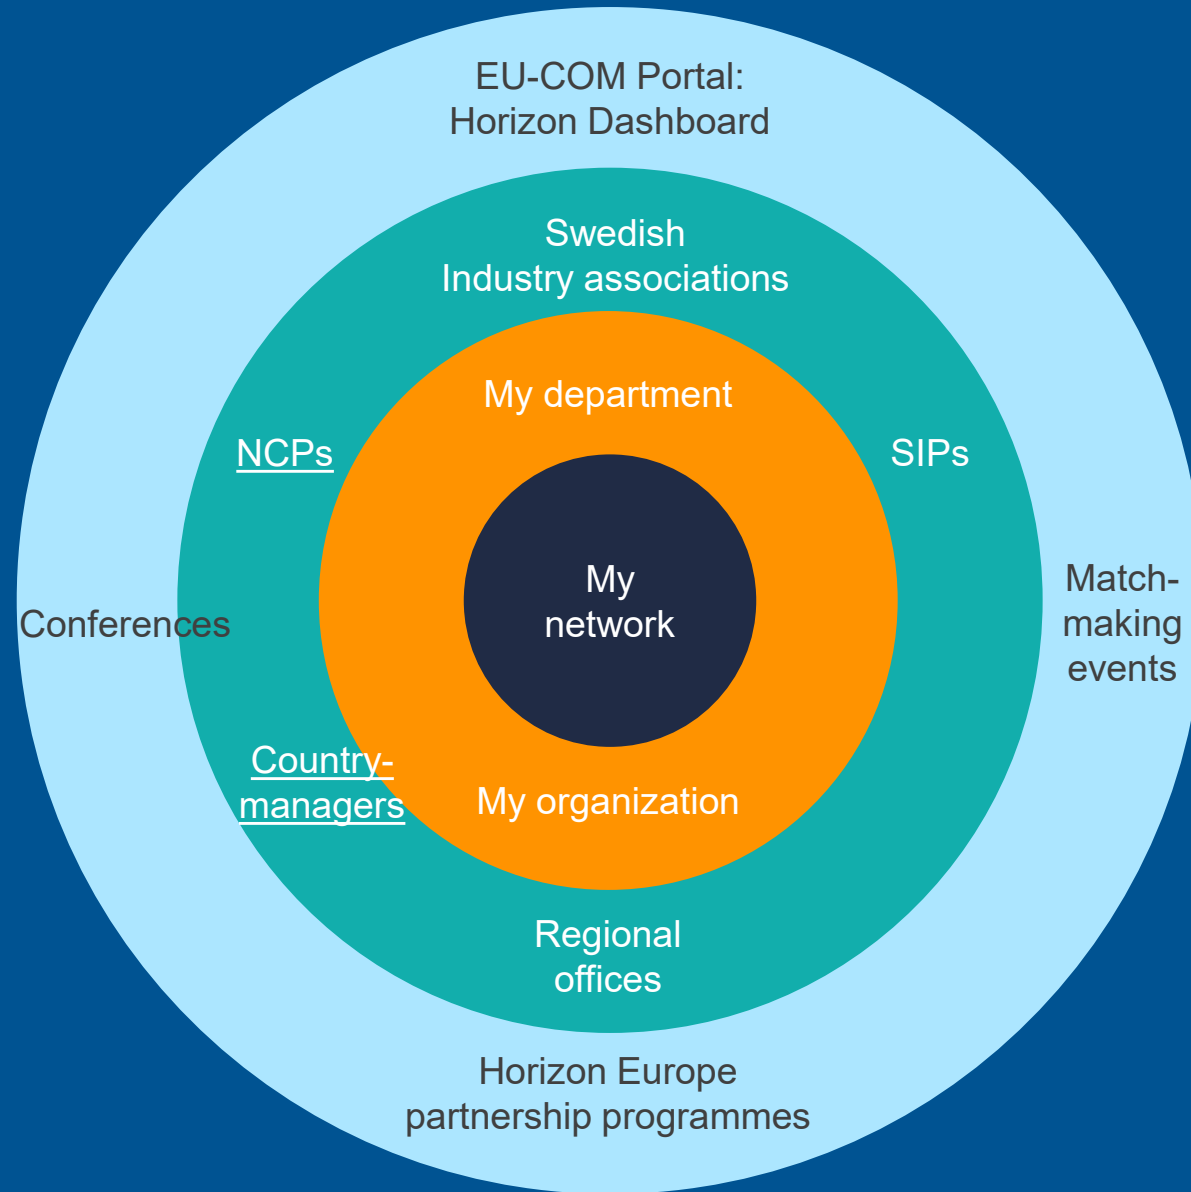 EU-COM Portal:
Horizon Dashboard
Swedish
Industry associations
My department
NCPs
SIPs
My
network
Conferences
Match-
making
events
Country-
managers
My organization
Regional
offices
Horizon Europe
partnership programmes